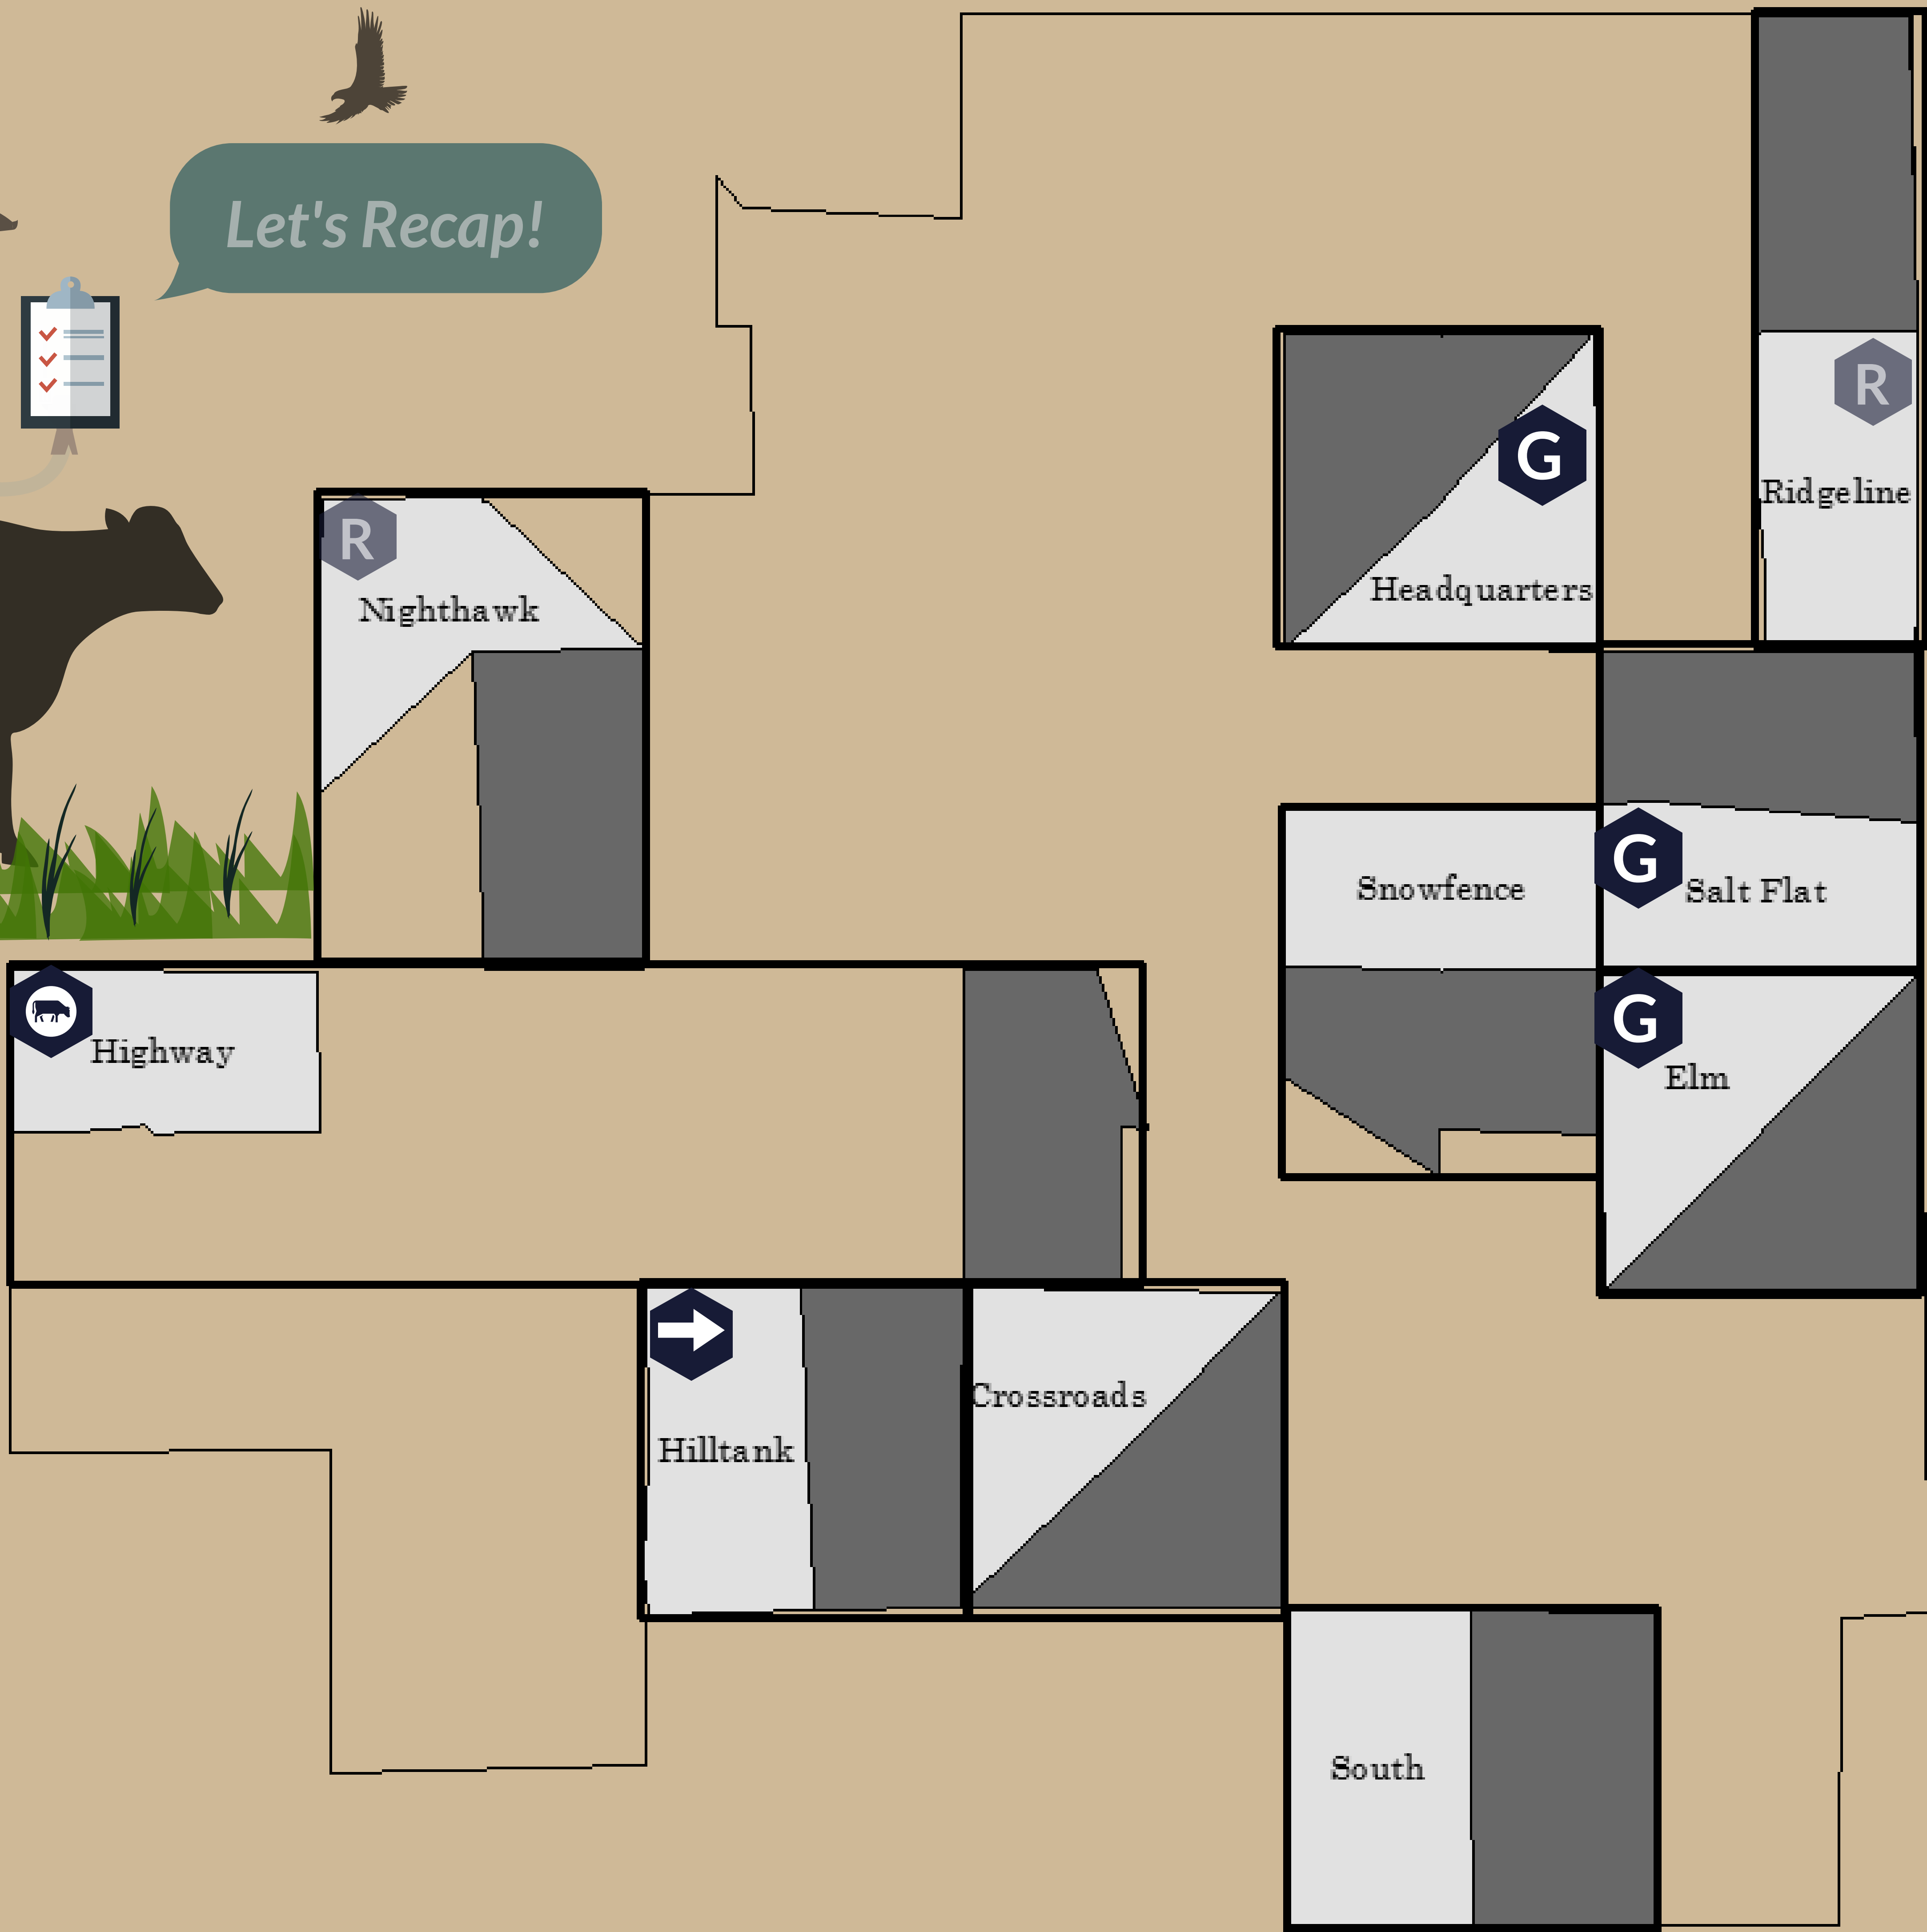 Let's Recap!
R
Ridgeline
G
Headquarters
R
Nighthawk
Snowfence
G
Salt Flat
Highway
G
Elm
Crossroads
Hilltank
South